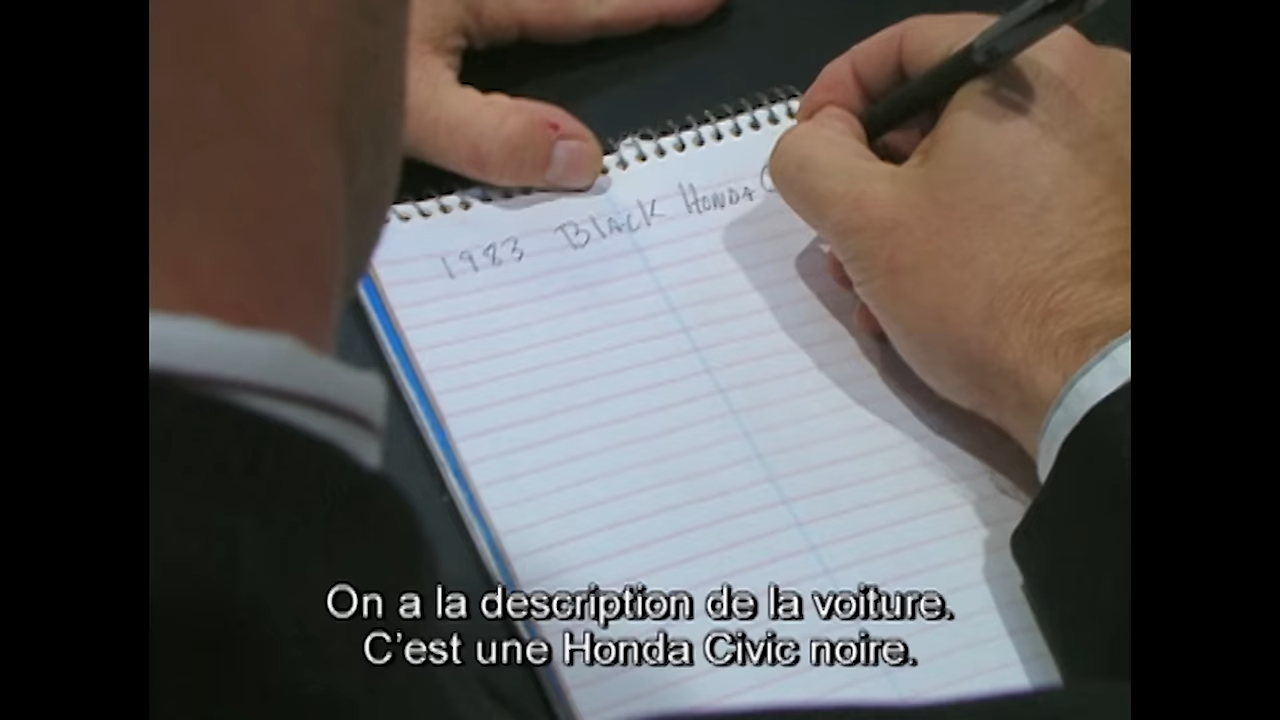 1983 BLACK HONDA C
On a la description de la voiture.
C'est une Honda Civic noire.